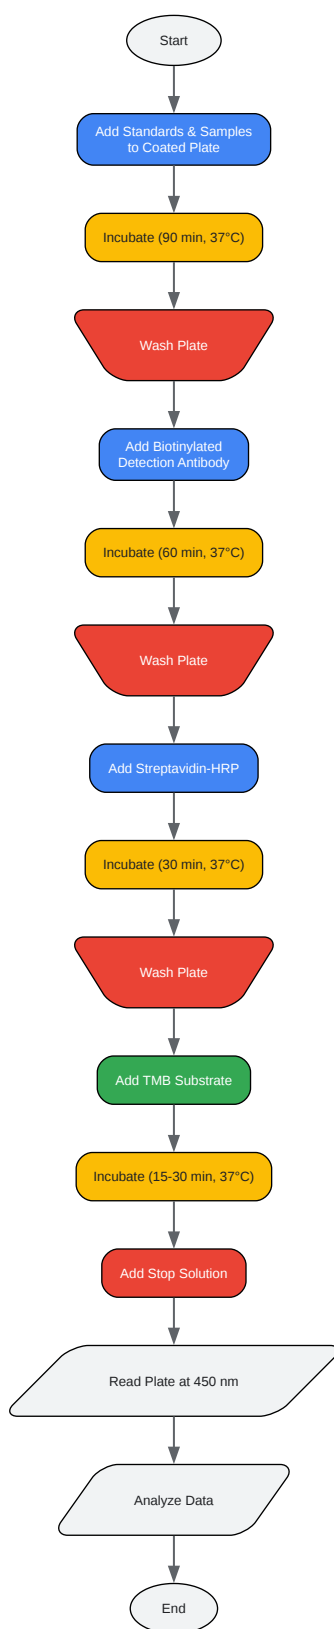 Start
Add Standards & Samples
to Coated Plate
Incubate (90 min, 37°C)
Wash Plate
Add Biotinylated
Detection Antibody
Incubate (60 min, 37°C)
Wash Plate
Add Streptavidin-HRP
Incubate (30 min, 37°C)
Wash Plate
Add TMB Substrate
Incubate (15-30 min, 37°C)
Add Stop Solution
Read Plate at 450 nm
Analyze Data
End